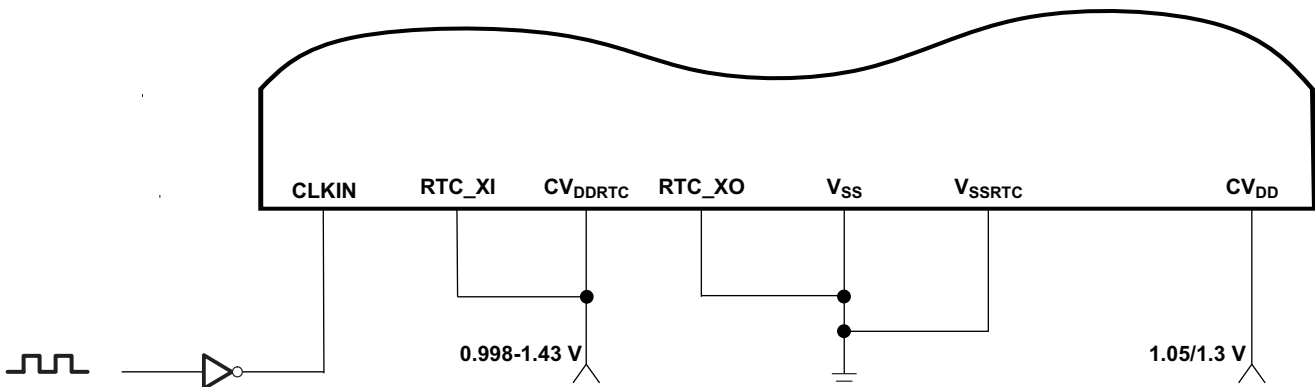 CLKIN RTC_XI CVDDRTC RTC_XO VSS VSSRTC CVDD
0.998-1.43 V 1.05/1.3 V